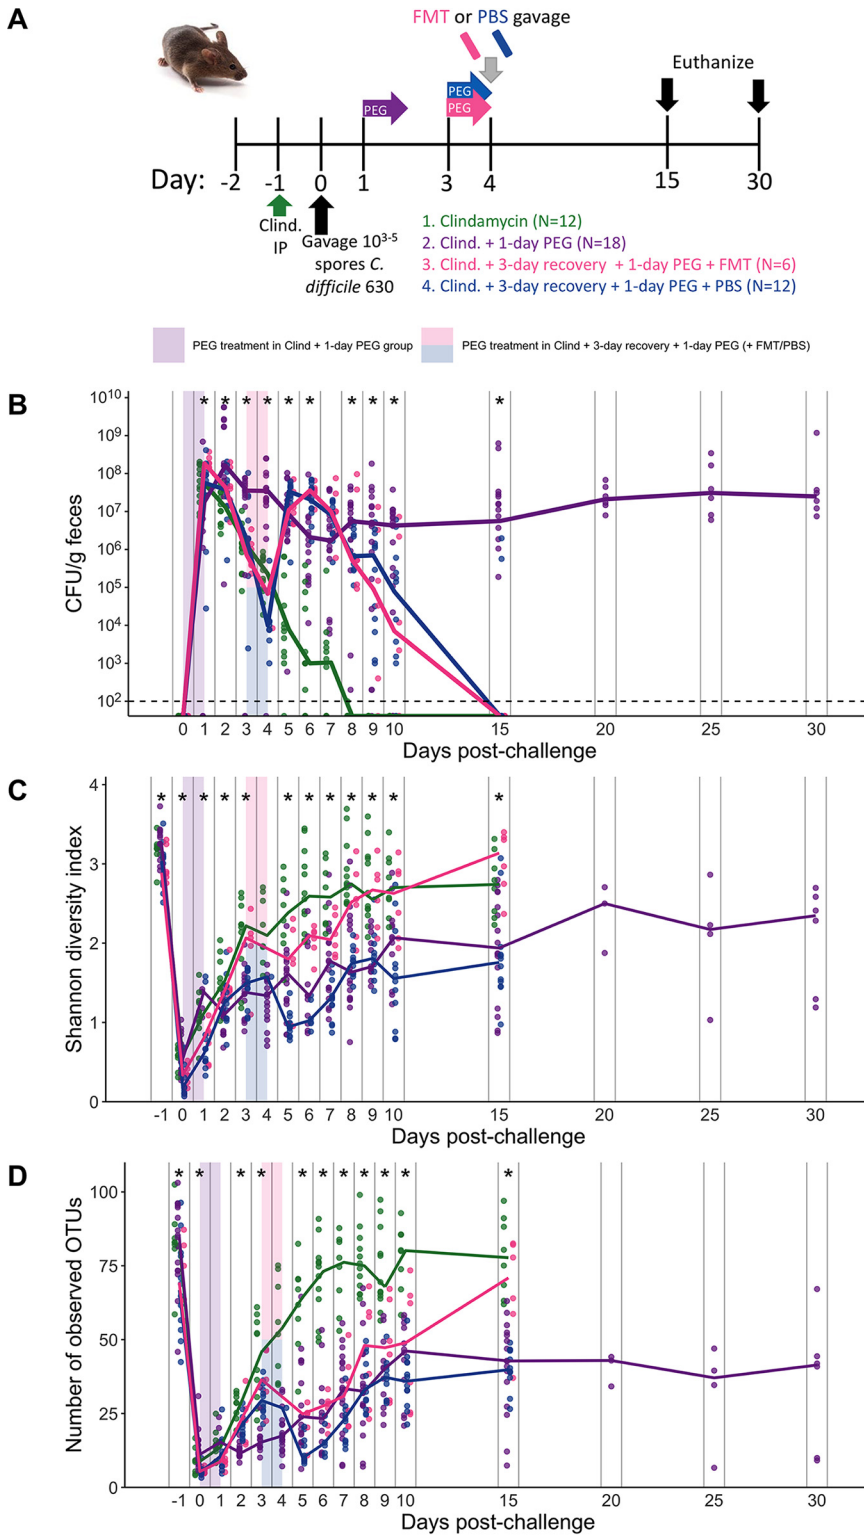 A
FMT or PBS gavage
Euthanize
PEG
PEG
PEG
Day: -2 -1 0 1 3 4 15 30
Clind.
IP
Gavage 10³⁻⁵
spores C.
difficile 630
1. Clindamycin (N=12)
2. Clind. + 1-day PEG (N=18)
3. Clind. + 3-day recovery + 1-day PEG + FMT (N=6)
4. Clind. + 3-day recovery + 1-day PEG + PBS (N=12)
PEG treatment in Clind + 1-day PEG group
PEG treatment in Clind + 3-day recovery + 1-day PEG (+ FMT/PBS)
B
CFU/g feces
* * * * * * * * * *
10¹⁰
10⁹
10⁸
10⁷
10⁶
10⁵
10⁴
10³
10²
0 1 2 3 4 5 6 7 8 9 10 15 20 25 30
Days post-challenge
C
Shannon diversity index
* * * * * * * * * * * *
4
3
2
1
0
-1 0 1 2 3 4 5 6 7 8 9 10 15 20 25 30
Days post-challenge
D
Number of observed OTUs
* * * * * * * * * * *
100
75
50
25
0
-1 0 1 2 3 4 5 6 7 8 9 10 15 20 25 30
Days post-challenge